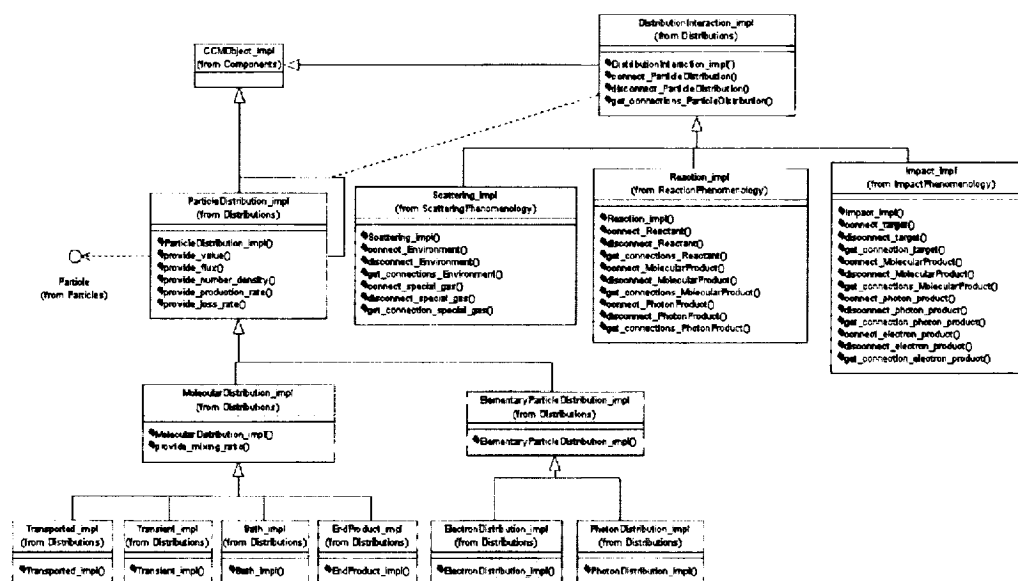 DistributionInteraction_impl
(from Distributions)
DistributionInteraction_impl()
connect_ParticleDistribution()
disconnect_ParticleDistribution()
get_connections_ParticleDistribution()
CCMObject_impl
(from Components)
ParticleDistribution_impl
(from Distributions)
ParticleDistribution_impl()
provide_value()
provide_flux()
provide_number_density()
provide_production_rate()
provide_loss_rate()
Particle
(from Particles)
Scattering_impl
(from ScatteringPhenomenology)
Scattering_impl()
connect_Environment()
disconnect_Environment()
get_connections_Environment()
connect_special_gas()
disconnect_special_gas()
get_connection_special_gas()
Reaction_impl
(from ReactionPhenomenology)
Reaction_impl()
connect_Reactant()
disconnect_Reactant()
get_connections_Reactant()
connect_MolecularProduct()
disconnect_MolecularProduct()
get_connections_MolecularProduct()
connect_PhotonProduct()
disconnect_PhotonProduct()
get_connections_PhotonProduct()
Impact_impl
(from ImpactPhenomenology)
Impact_impl()
connect_target()
disconnect_target()
get_connection_target()
connect_MolecularProduct()
disconnect_MolecularProduct()
get_connections_MolecularProduct()
connect_photon_product()
disconnect_photon_product()
get_connection_photon_product()
connect_electron_product()
disconnect_electron_product()
get_connection_electron_product()
MolecularDistribution_impl
(from Distributions)
MolecularDistribution_impl()
provide_mixing_ratio()
ElementaryParticleDistribution_impl
(from Distributions)
ElementaryParticleDistribution_impl()
Transported_impl
(from Distributions)
Transported_impl()
Transient_impl
(from Distributions)
Transient_impl()
Bath_impl
(from Distributions)
Bath_impl()
EndProduct_impl
(from Distributions)
EndProduct_impl()
ElectronDistribution_impl
(from Distributions)
ElectronDistribution_impl()
PhotonDistribution_impl
(from Distributions)
PhotonDistribution_impl()